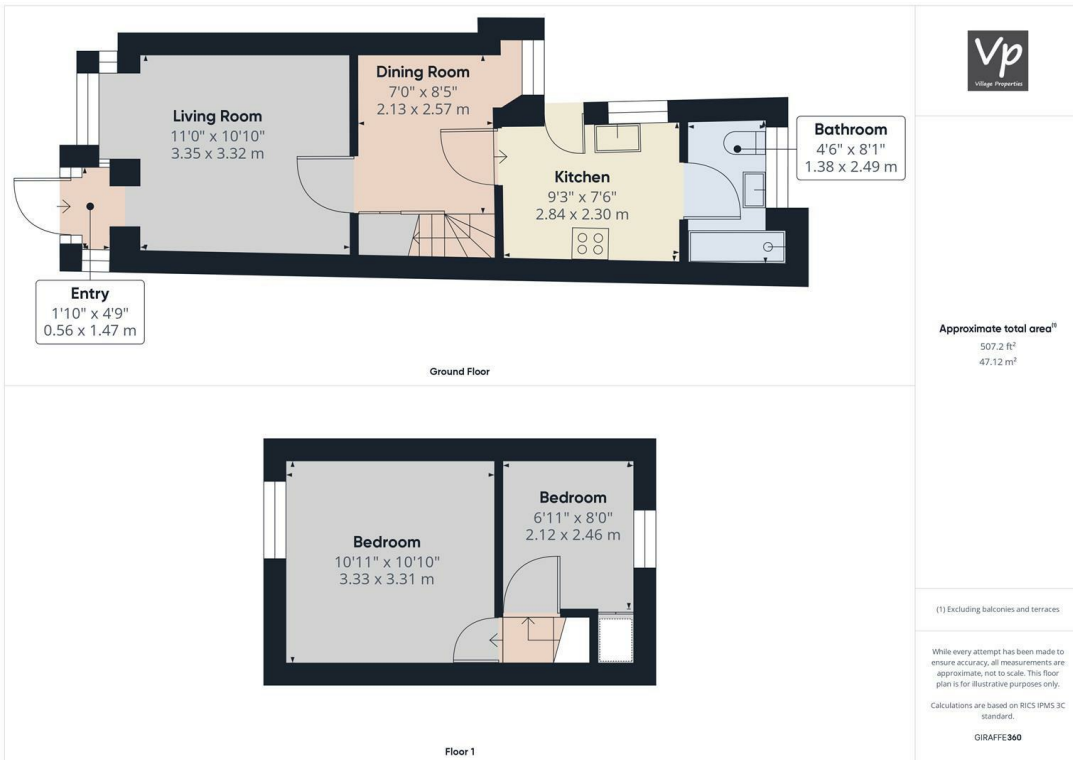 Dining Room
7'0" x 8'5"
2.13 x 2.57 m
Living Room
11'0" x 10'10"
3.35 x 3.32 m
Kitchen
9'3" x 7'6"
2.84 x 2.30 m
Bathroom
4'6" x 8'1"
1.38 x 2.49 m
Entry
1'10" x 4'9"
0.56 x 1.47 m
Ground Floor
Bedroom
10'11" x 10'10"
3.33 x 3.31 m
Bedroom
6'11" x 8'0"
2.12 x 2.46 m
Floor 1
Vp
Village Properties
Approximate total area(1)
507.2 ft²
47.12 m²
(1) Excluding balconies and terraces
While every attempt has been made to
ensure accuracy, all measurements are
approximate, not to scale. This floor
plan is for illustrative purposes only.
Calculations are based on RICS IPMS 3C
standard.
GIRAFFE360